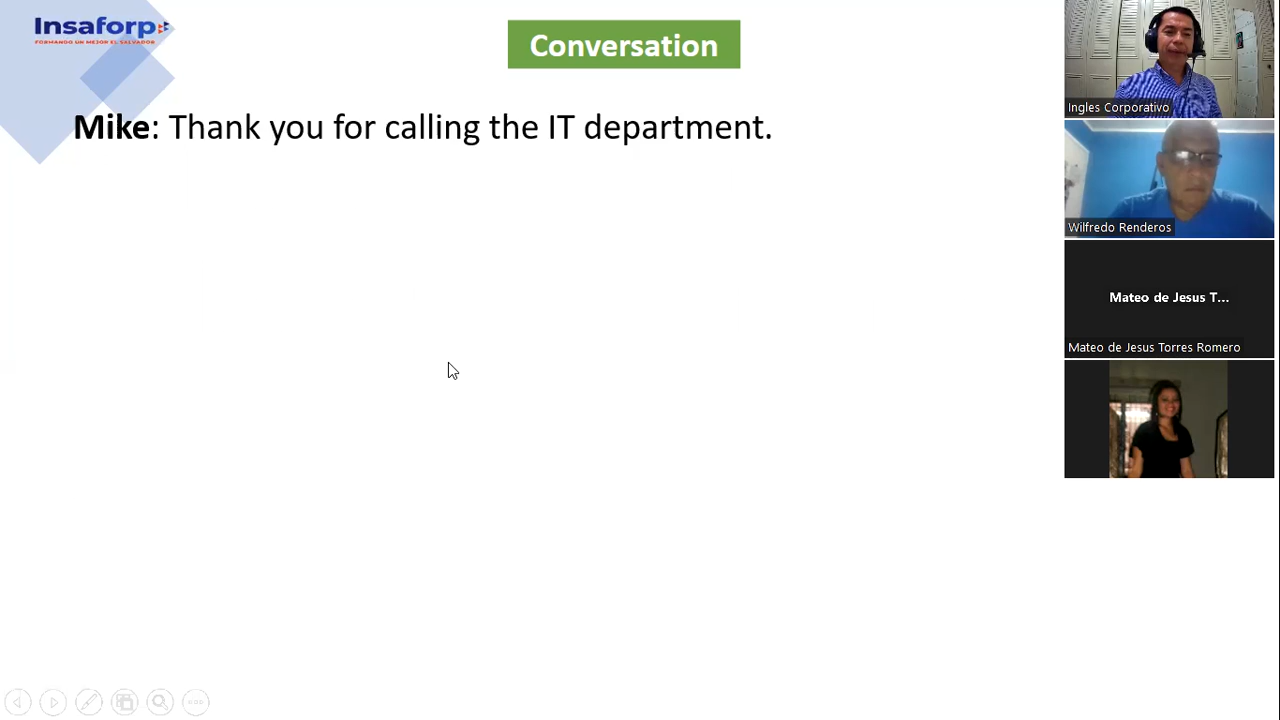 Insaforp
FORMANDO UN MEJOR EL SALVADOR
Conversation
Mike: Thank you for calling the IT department.
Ingles Corporativo
Wilfredo Renderos
Mateo de Jesus T...
Mateo de Jesus Torres Romero